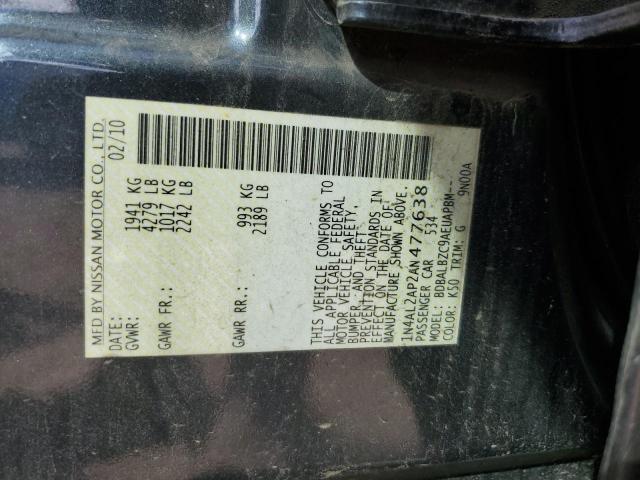 MFD BY NISSAN MOTOR CO., LTD.
DATE: 02/10
GVWR: 1941 KG
4279 LB
GAWR FR.: 1017 KG
2242 LB
GAWR RR.: 993 KG
2189 LB
THIS VEHICLE CONFORMS TO
ALL APPLICABLE FEDERAL
MOTOR VEHICLE SAFETY,
BUMPER, AND THEFT
PREVENTION STANDARDS IN
EFFECT ON THE DATE OF
MANUFACTURE SHOWN ABOVE.
1N4AL2AP2AN477638
PASSENGER CAR 534
MODEL: BDBALBZC9AEUAPBM--
COLOR: K50 TRIM: G 9N00A